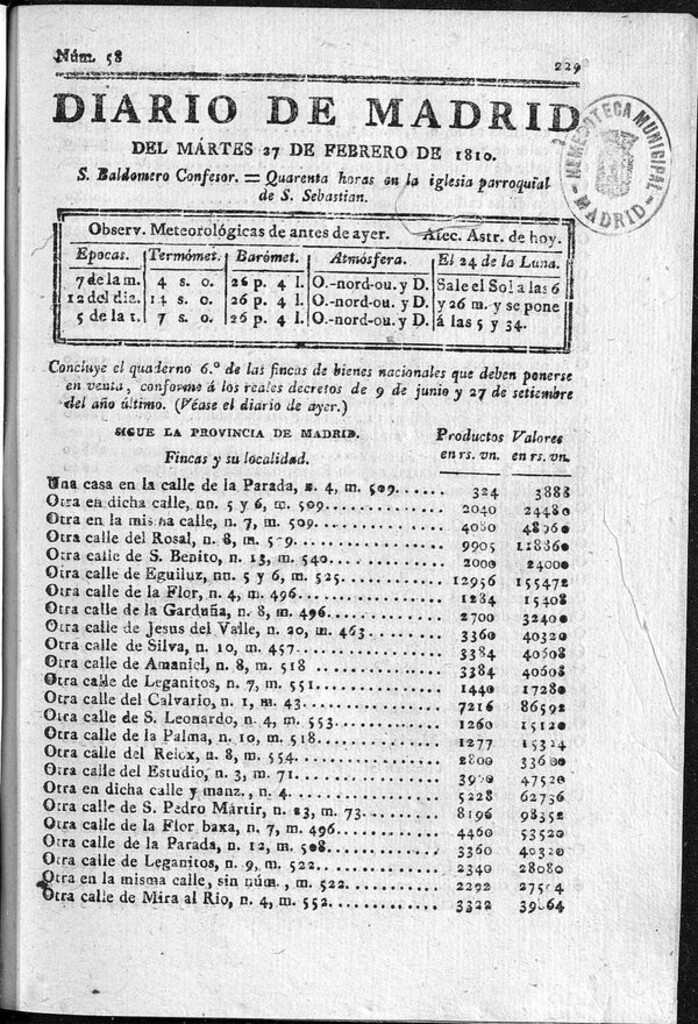 Núm. 58
229
DIARIO DE MADRID
DEL MÁRTES 27 DE FEBRERO DE 1810.
S. Baldomero Confesor. = Quarenta horas en la iglesia parroquial
de S. Sebastian.
HEMEROTECA MUNICIPAL
MADRID
Observ. Meteorológicas de antes de ayer. Afec. Astr. de hoy.
Epocas. Termómet. Barómet. Atmósfera. El 24 de la Luna.
7 de la m. 4 s. o. 26 p. 4 l. O.-nord-ou. y D. Sale el Sol a las 6
12 del dia. 14 s. o. 26 p. 4 l. O.-nord-ou. y D. y 26 m. y se pone
5 de la t. 7 s. o. 26 p. 4 l. O.-nord-ou. y D. á las 5 y 34.
Concluye el quaderno 6.º de las fincas de bienes nacionales que deben ponerse
en venta, conforme á los reales decretos de 9 de junio y 27 de setiembre
del año último. (Véase el diario de ayer.)
SIGUE LA PROVINCIA DE MADRID. Productos Valores
Fincas y su localidad. en rs. vn. en rs. vn.
Una casa en la calle de la Parada, n. 4, m. 509...... 324 3888
Otra en dicha calle, nn. 5 y 6, m. 509............ 2040 24480
Otra en la misma calle, n. 7, m. 509............ 4080 48960
Otra calle del Rosal, n. 8, m. ............ 9905 118860
Otra calle de S. Benito, n. 13, m. 540............ 2000 24000
Otra calle de Eguiluz, nn. 5 y 6, m. 525............ 12956 155472
Otra calle de la Flor, n. 4, m. 496............ 1284 15408
Otra calle de la Garduña, n. 8, m. 496............ 2700 32400
Otra calle de Jesus del Valle, n. 20, m. 463........ 3360 40320
Otra calle de Silva, n. 10, m. 457............ 3384 40608
Otra calle de Amaniel, n. 8, m. 518 ............ 3384 40608
Otra calle de Leganitos, n. 7, m. 551............ 1440 17280
Otra calle del Calvario, n. 1, m. 43............ 7216 86592
Otra calle de S. Leonardo, n. 4, m. 553............ 1260 15120
Otra calle de la Palma, n. 10, m. 518............ 1277 15324
Otra calle del Relox, n. 8, m. 554............ 2800 33600
Otra calle del Estudio, n. 3, m. 71............ 3960 47520
Otra en dicha calle y manz., n. 4............ 5228 62736
Otra calle de S. Pedro Mártir, n. 23, m. 73........ 8196 98352
Otra calle de la Flor baxa, n. 7, m. 496............ 4460 53520
Otra calle de la Parada, n. 12, m. 508............ 3360 40320
Otra calle de Leganitos, n. 9, m. 522............ 2340 28080
Otra en la misma calle, sin núm., m. 522............ 2292 27504
Otra calle de Mira al Rio, n. 4, m. 552............ 3322 39864